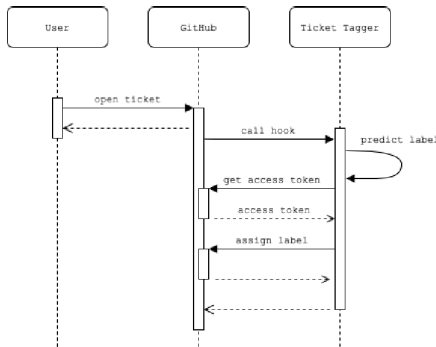 User
GitHub
Ticket Tagger
open ticket
call hook
predict label
get access token
access token
assign label